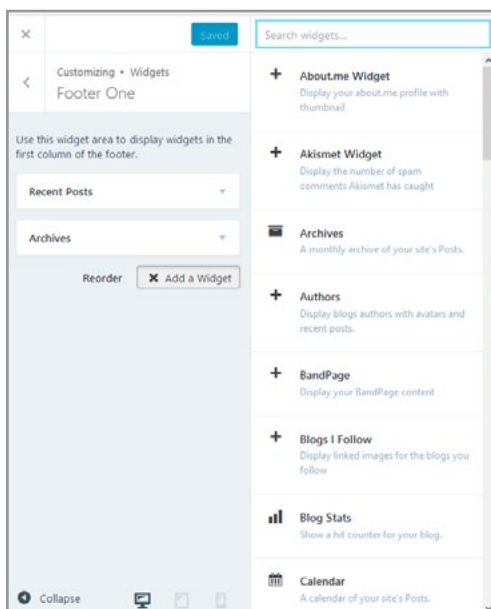 Saved
Customizing • Widgets
Footer One
Use this widget area to display widgets in the
first column of the footer.
Recent Posts
Archives
Reorder
Add a Widget
Collapse
Search widgets...
About.me Widget
Display your about.me profile with
thumbnail
Akismet Widget
Display the number of spam
comments Akismet has caught
Archives
A monthly archive of your site's Posts.
Authors
Display blogs authors with avatars and
recent posts.
BandPage
Display your BandPage content
Blogs I Follow
Display linked images for the blogs you
follow
Blog Stats
Show a hit counter for your blog.
Calendar
A calendar of your site's Posts.